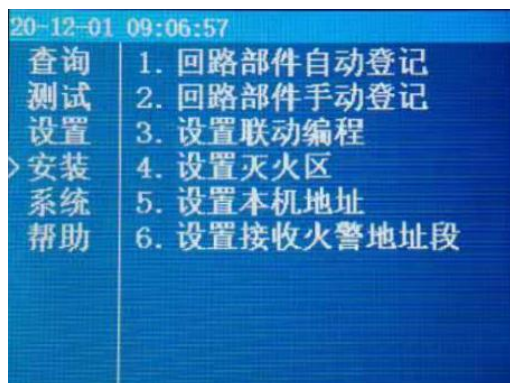 20-12-01 09:06:57
查询 1. 回路部件自动登记
测试 2. 回路部件手动登记
设置 3. 设置联动编程
>安装 4. 设置灭火区
系统 5. 设置本机地址
帮助 6. 设置接收火警地址段